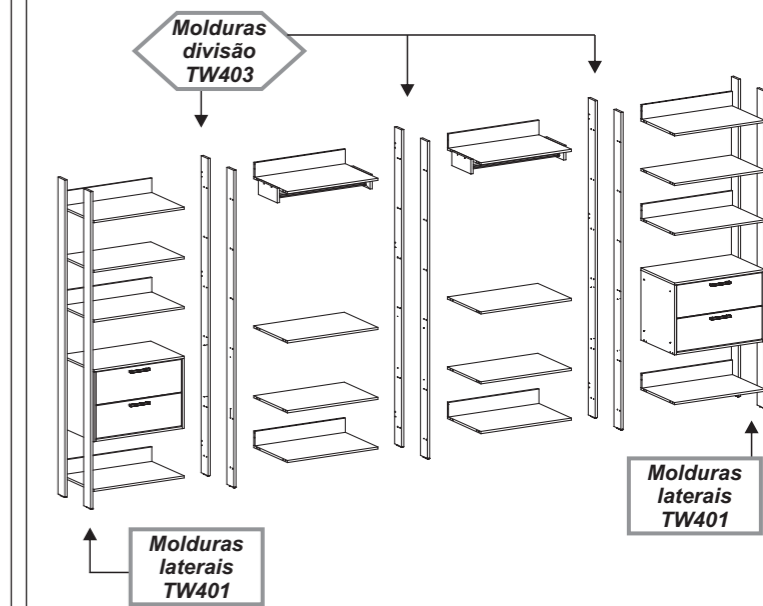 Molduras
divisão
TW403
Molduras
laterais
TW401
Molduras
laterais
TW401